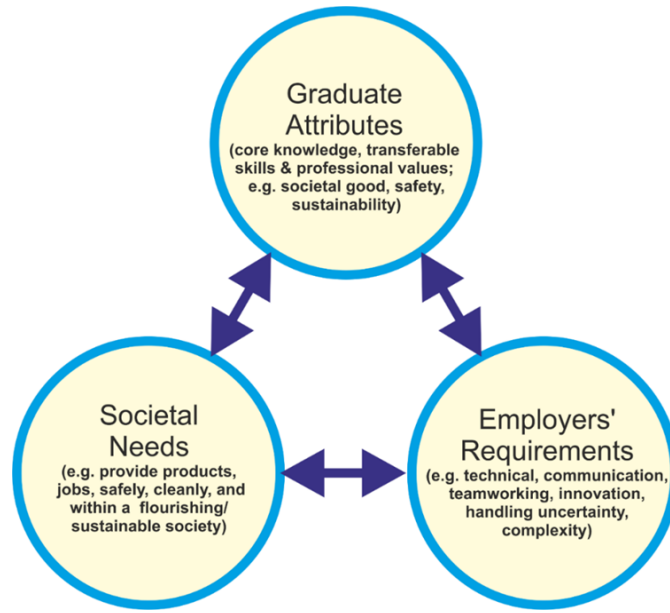 Graduate
Attributes
(core knowledge, transferable
skills & professional values;
e.g. societal good, safety,
sustainability)
Societal
Needs
(e.g. provide products,
jobs, safely, cleanly, and
within a flourishing/
sustainable society)
Employers'
Requirements
(e.g. technical, communication,
teamworking, innovation,
handling uncertainty,
complexity)